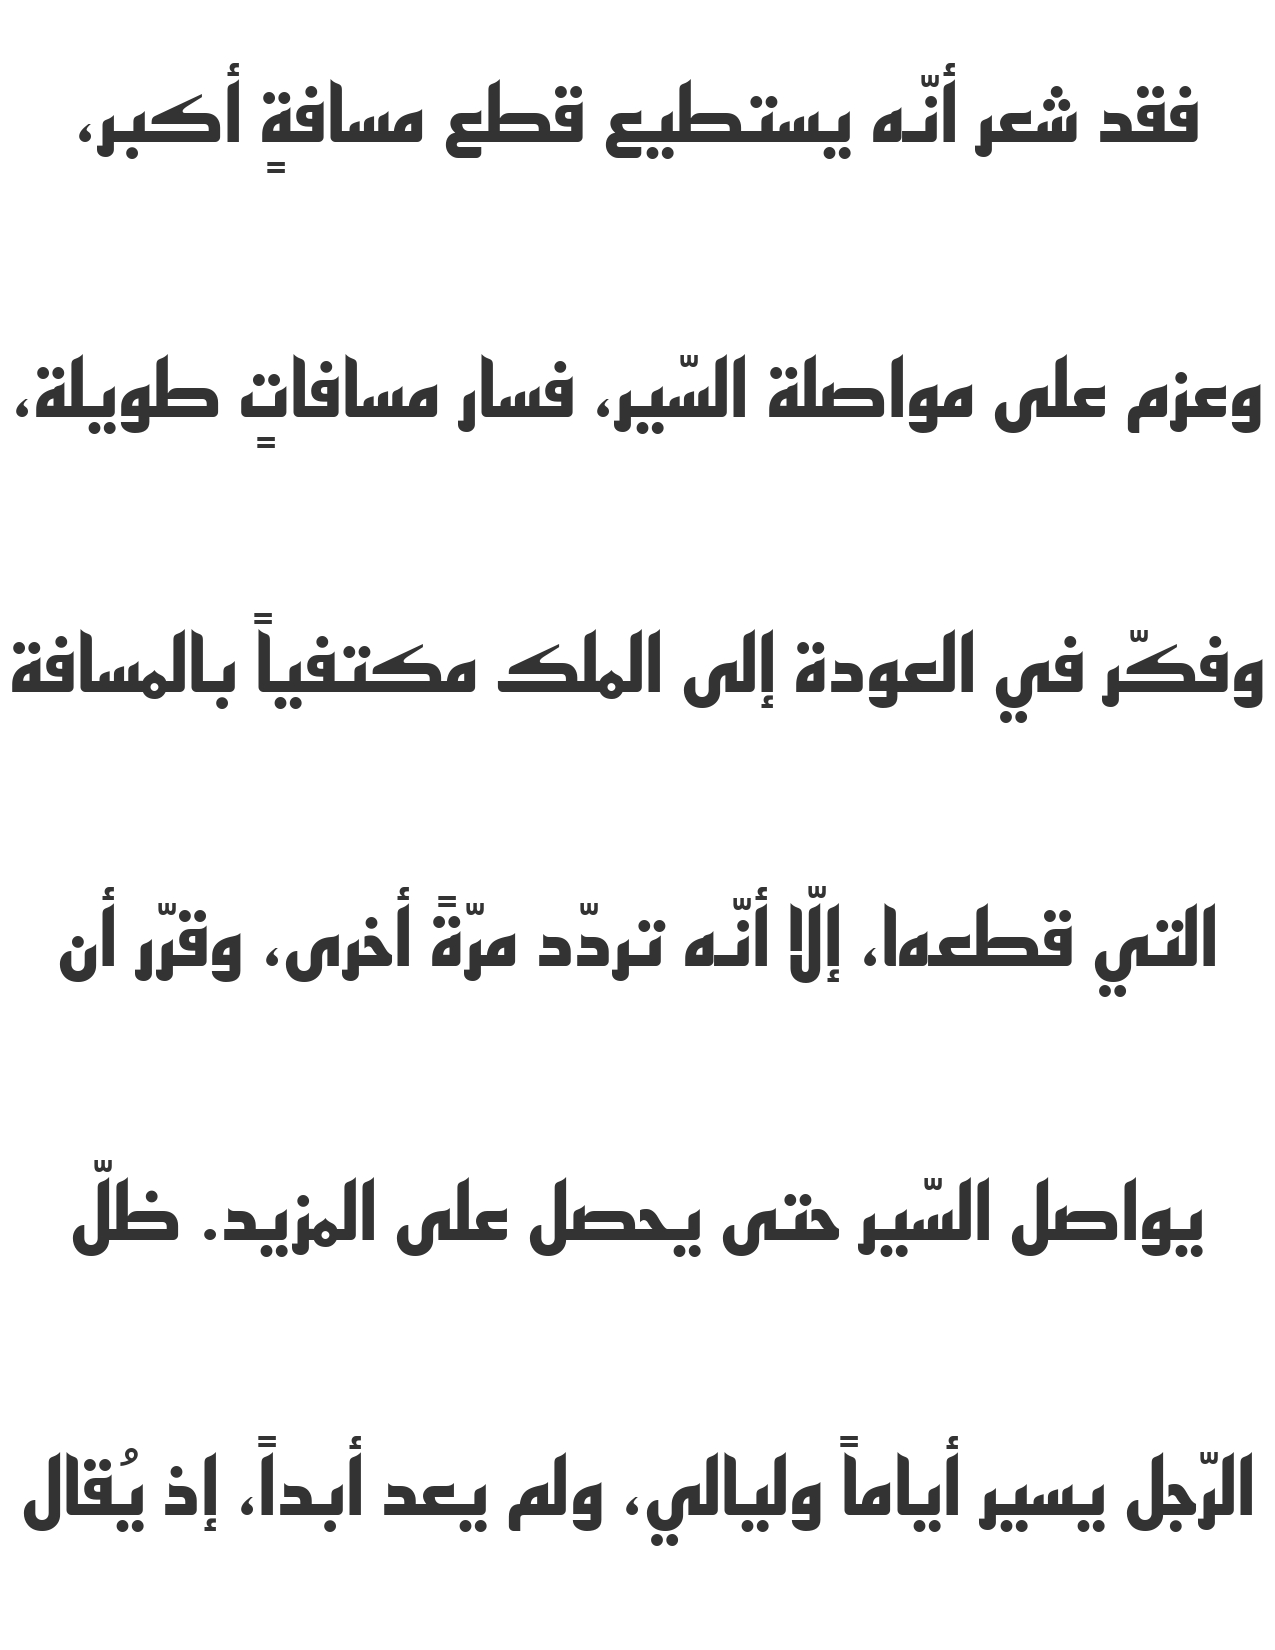 فقد شعر أنّه يستطيع قطع مسافةٍ أكبر،
وعزم على مواصلة السّير، فسار مسافاتٍ طويلة،
وفكّر في العودة إلى الملك مكتفياً بالمسافة
التي قطعها، إلّا أنّه تردّد مرّةً أخرى، وقرّر أن
يواصل السّير حتى يحصل على المزيد. ظلّ
الرّجل يسير أياماً وليالي، ولم يعد أبداً، إذ يُقال